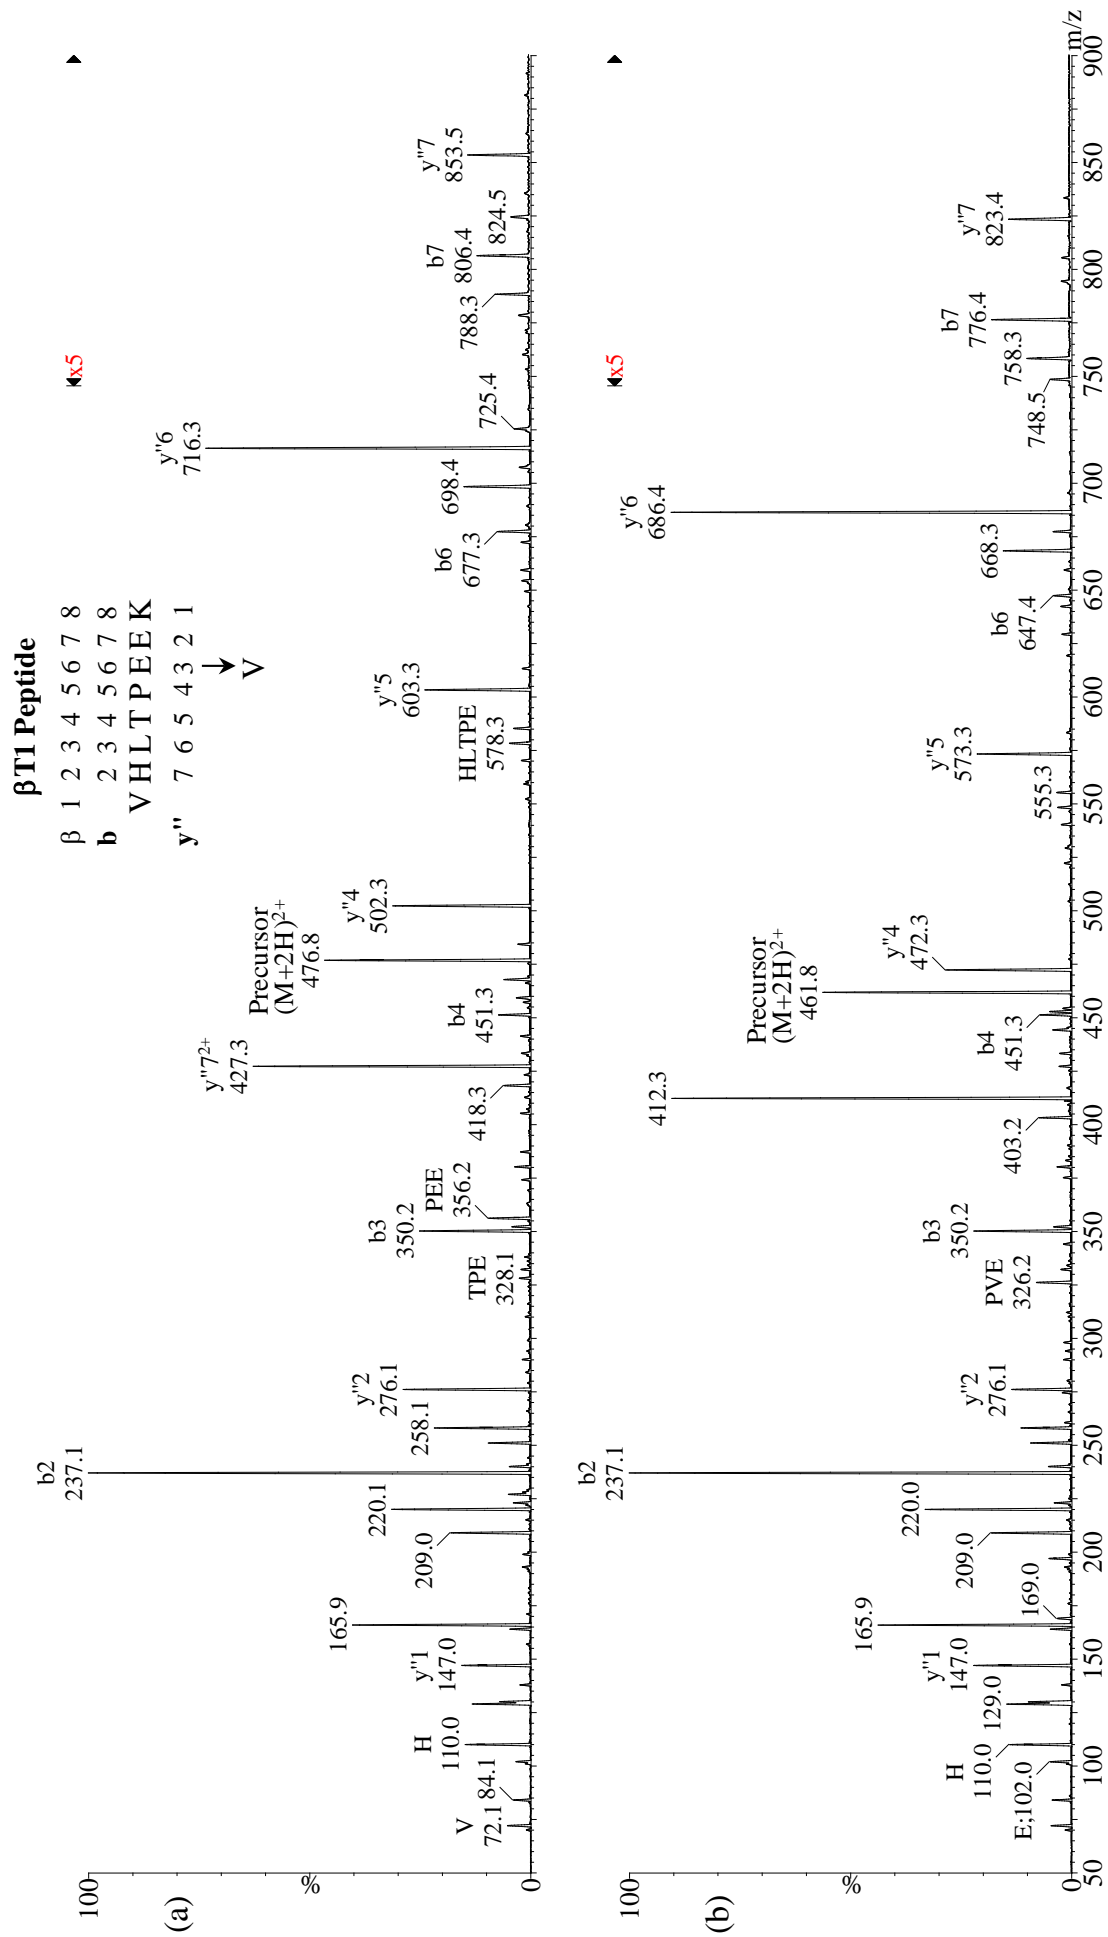 βT1 Peptide
β 1 2 3 4 5 6 7 8
b 2 3 4 5 6 7 8
V H L T P E E K
y" 7 6 5 4 3 2 1
V
(a)
100
%
0
x5
V
72.1
84.1
H
110.0
y"1
147.0
165.9
209.0
220.1
b2
237.1
258.1
y"2
276.1
TPE
328.1
b3
350.2
PEE
356.2
418.3
y"7²⁺
427.3
b4
451.3
Precursor
(M+2H)²⁺
476.8
y"4
502.3
HLTPE
578.3
y"5
603.3
b6
677.3
698.4
y"6
716.3
725.4
788.3
b7
806.4
824.5
y"7
853.5
(b)
100
%
0
x5
E;102.0
H
110.0
129.0
y"1
147.0
165.9
169.0
209.0
220.0
b2
237.1
y"2
276.1
PVE
326.2
b3
350.2
403.2
412.3
b4
451.3
Precursor
(M+2H)²⁺
461.8
y"4
472.3
555.3
y"5
573.3
b6
647.4
668.3
y"6
686.4
748.5
758.3
b7
776.4
y"7
823.4
50 100 150 200 250 300 350 400 450 500 550 600 650 700 750 800 850 900
m/z